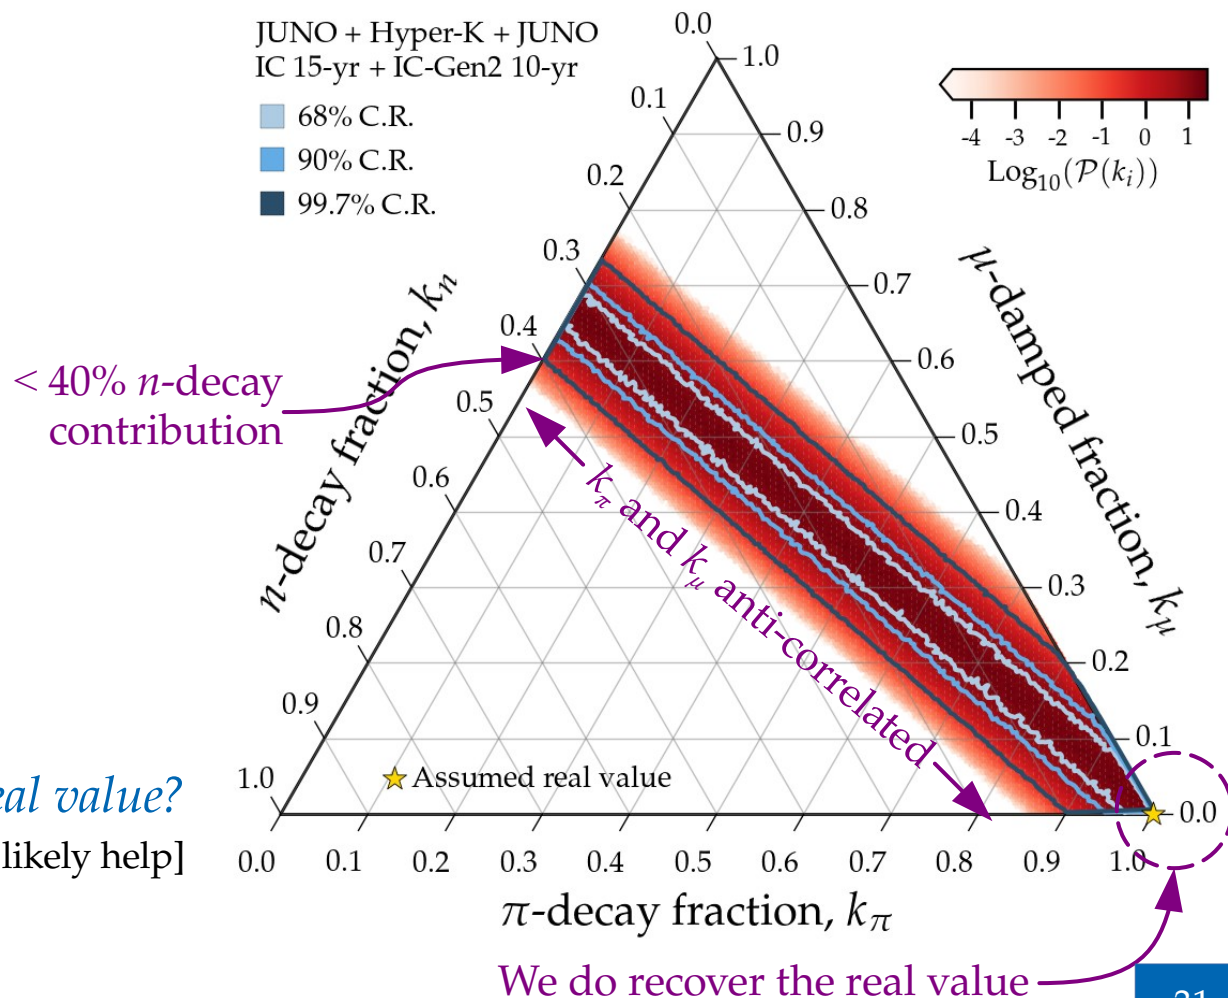 JUNO + Hyper-K + JUNO
IC 15-yr + IC-Gen2 10-yr
68% C.R.
90% C.R.
99.7% C.R.
-4 -3 -2 -1 0 1
Log₁₀(𝒫(kᵢ))
0.0
0.1
0.2
0.3
0.4
0.5
0.6
0.7
0.8
0.9
1.0
n-decay fraction, kₙ
1.0
0.9
0.8
0.7
0.6
0.5
0.4
0.3
0.2
0.1
0.0
μ-damped fraction, k_μ
< 40% n-decay
contribution
k_π and k_μ anti-correlated
Assumed real value
eal value?
likely help]
0.0 0.1 0.2 0.3 0.4 0.5 0.6 0.7 0.8 0.9 1.0
π-decay fraction, k_π
We do recover the real value